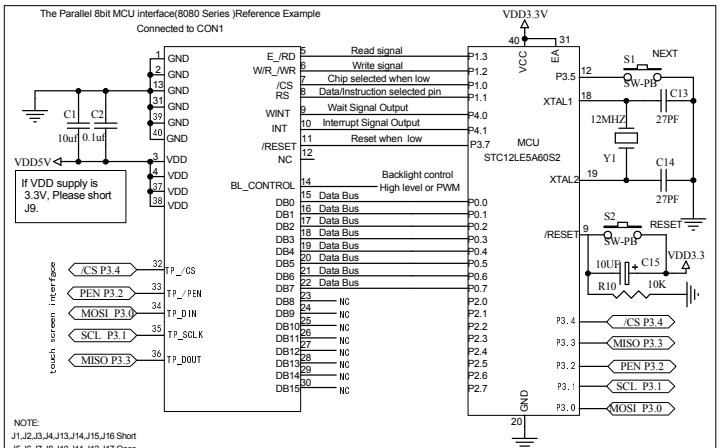 The Parallel 8bit MCU interface(8080 Series )Reference Example
Connected to CON1
VDD3.3V
1 GND
2 GND
13 GND
31 GND
39 GND
40 GND
3 VDD
4 VDD
37 VDD
38 VDD
C1
10uf
C2
0.1uf
VDD5V
If VDD supply is
3.3V, Please short
J9.
touch screen interface
/CS P3.4 32 TP_/CS
PEN P3.2 33 TP_/PEN
MOSI P3.0 34 TP_DIN
SCL P3.1 35 TP_SCLK
MISO P3.3 36 TP_DOUT
E_/RD 5 Read signal P1.3
W/R_/WR 6 Write signal P1.2
/CS 7 Chip selected when low P1.0
RS 8 Data/Instruction selected pin P1.1
WINT 9 Wait Signal Output P4.0
INT 10 Interrupt Signal Output P4.1
/RESET 11 Reset when low P3.7
NC 12
BL_CONTROL 14 Backlight control
High level or PWM
DB0 15 Data Bus P0.0
DB1 16 Data Bus P0.1
DB2 17 Data Bus P0.2
DB3 18 Data Bus P0.3
DB4 19 Data Bus P0.4
DB5 20 Data Bus P0.5
DB6 21 Data Bus P0.6
DB7 22 Data Bus P0.7
DB8 23 NC P2.0
DB9 24 NC P2.1
DB10 25 NC P2.2
DB11 26 NC P2.3
DB12 27 NC P2.4
DB13 28 NC P2.5
DB14 29 NC P2.6
DB15 30 NC P2.7
40 VCC
31 EA
MCU
STC12LE5A60S2
GND
20
P3.5 12
S1 NEXT
SW-PB
XTAL1 18
C13
27PF
12MHZ
Y1
C14
27PF
XTAL2 19
S2 RESET
/RESET 9
SW-PB
VDD3.3
10UF + C15
R10 10K
P3.4 /CS P3.4
P3.3 MISO P3.3
P3.2 PEN P3.2
P3.1 SCL P3.1
P3.0 MOSI P3.0
NOTE:
J1,J2,J3,J4,J13,J14,J15,J16 Short